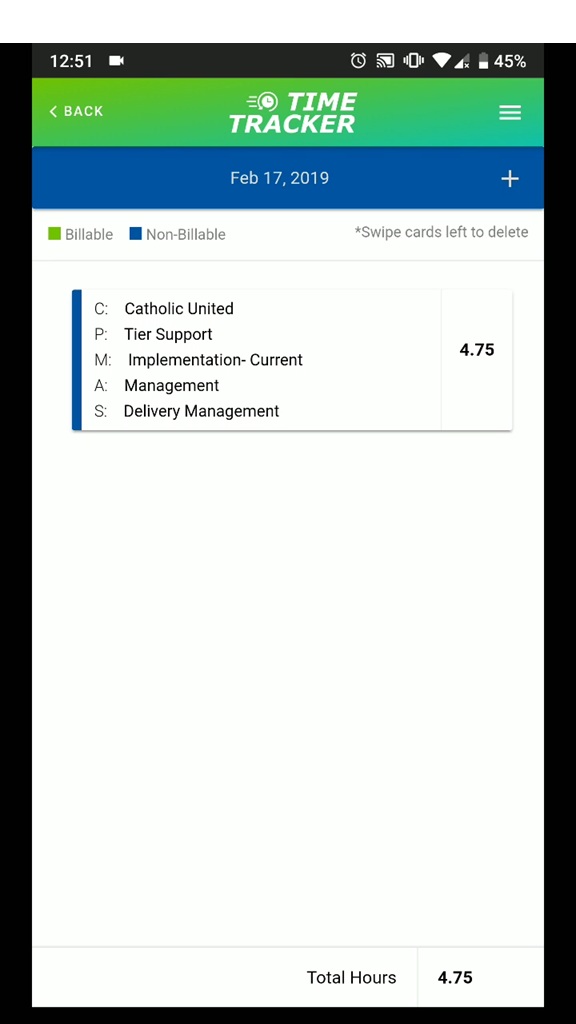 12:51 45%
BACK
TIME
TRACKER
Feb 17, 2019 +
Billable Non-Billable *Swipe cards left to delete
C: Catholic United
P: Tier Support
M: Implementation- Current
A: Management
S: Delivery Management
4.75
Total Hours 4.75